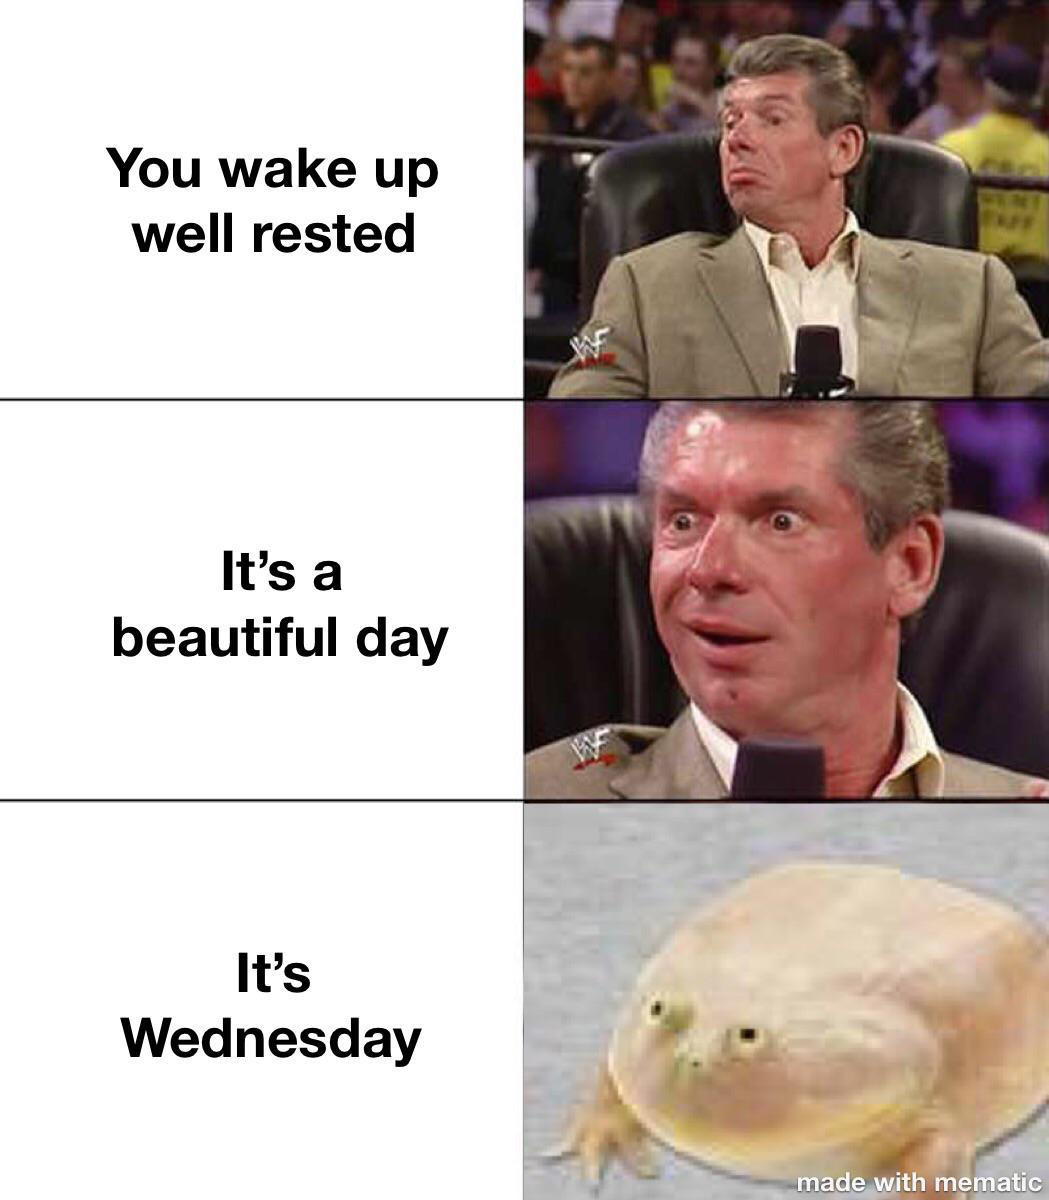 You wake up
well rested
It’s a
beautiful day
It’s
Wednesday
made with mematic